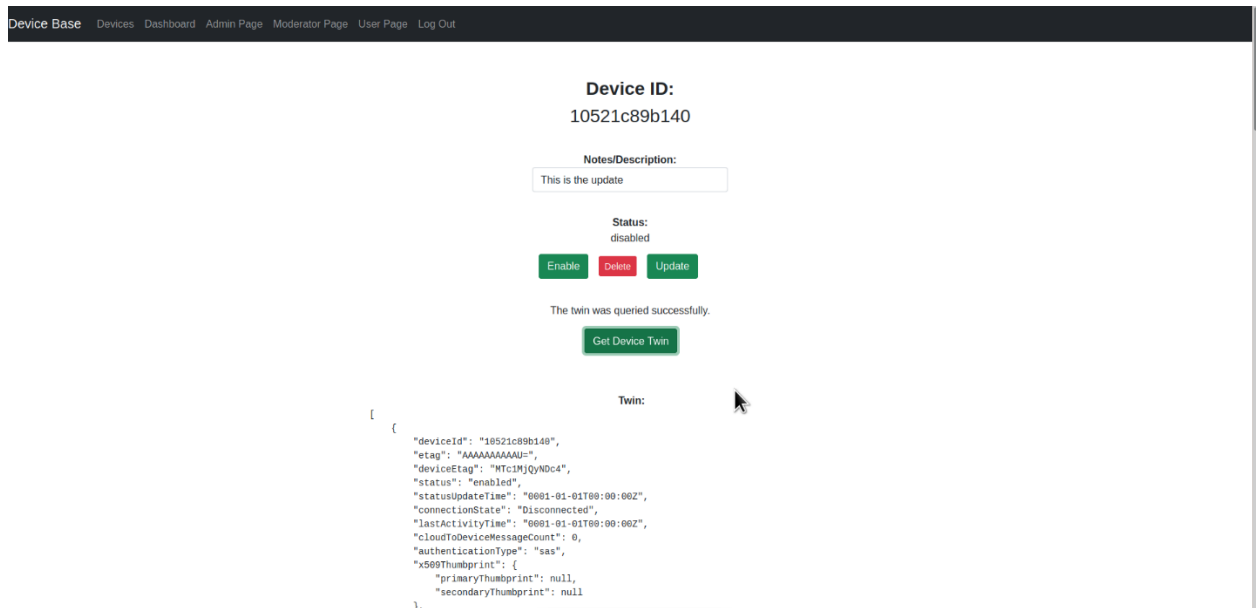 Device Base Devices Dashboard Admin Page Moderator Page User Page Log Out
Device ID:
10521c89b140
Notes/Description:
This is the update
Status:
disabled
Enable Delete Update
The twin was queried successfully.
Get Device Twin
Twin:
[
{
"deviceId": "10521c89b140",
"etag": "AAAAAAAAAAU=",
"deviceEtag": "MTc1MjQyNDc4",
"status": "enabled",
"statusUpdateTime": "0001-01-01T00:00:00Z",
"connectionState": "Disconnected",
"lastActivityTime": "0001-01-01T00:00:00Z",
"cloudToDeviceMessageCount": 0,
"authenticationType": "sas",
"x509Thumbprint": {
"primaryThumbprint": null,
"secondaryThumbprint": null
},